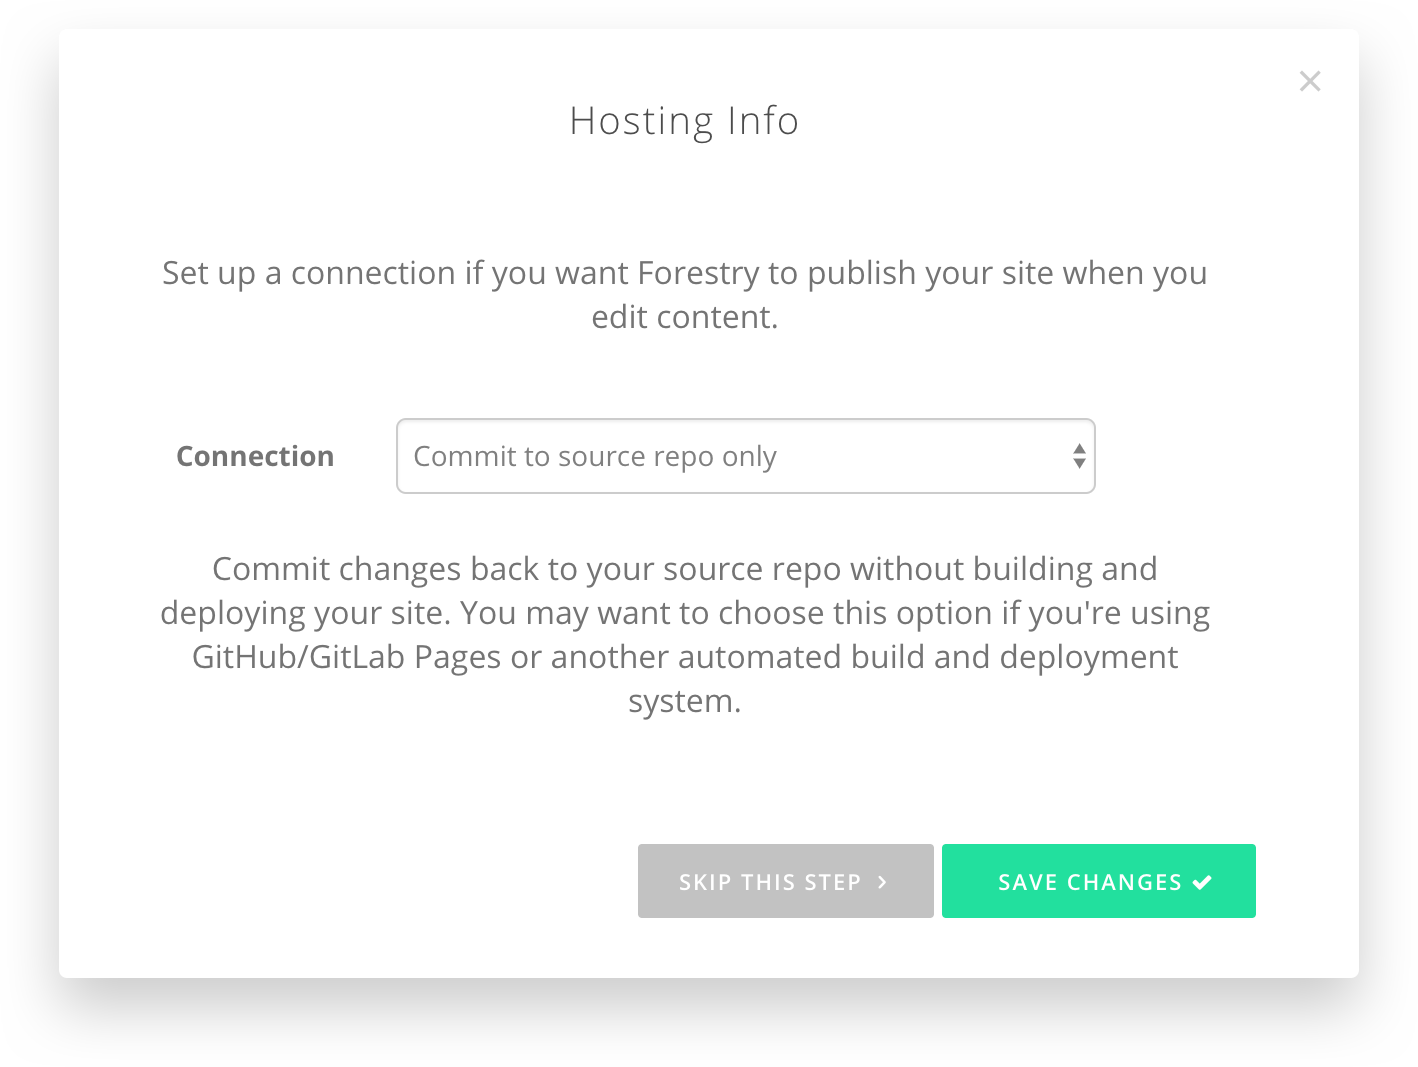 Hosting Info
Set up a connection if you want Forestry to publish your site when you
edit content.
Connection
Commit to source repo only
Commit changes back to your source repo without building and
deploying your site. You may want to choose this option if you're using
GitHub/GitLab Pages or another automated build and deployment
system.
SKIP THIS STEP
SAVE CHANGES